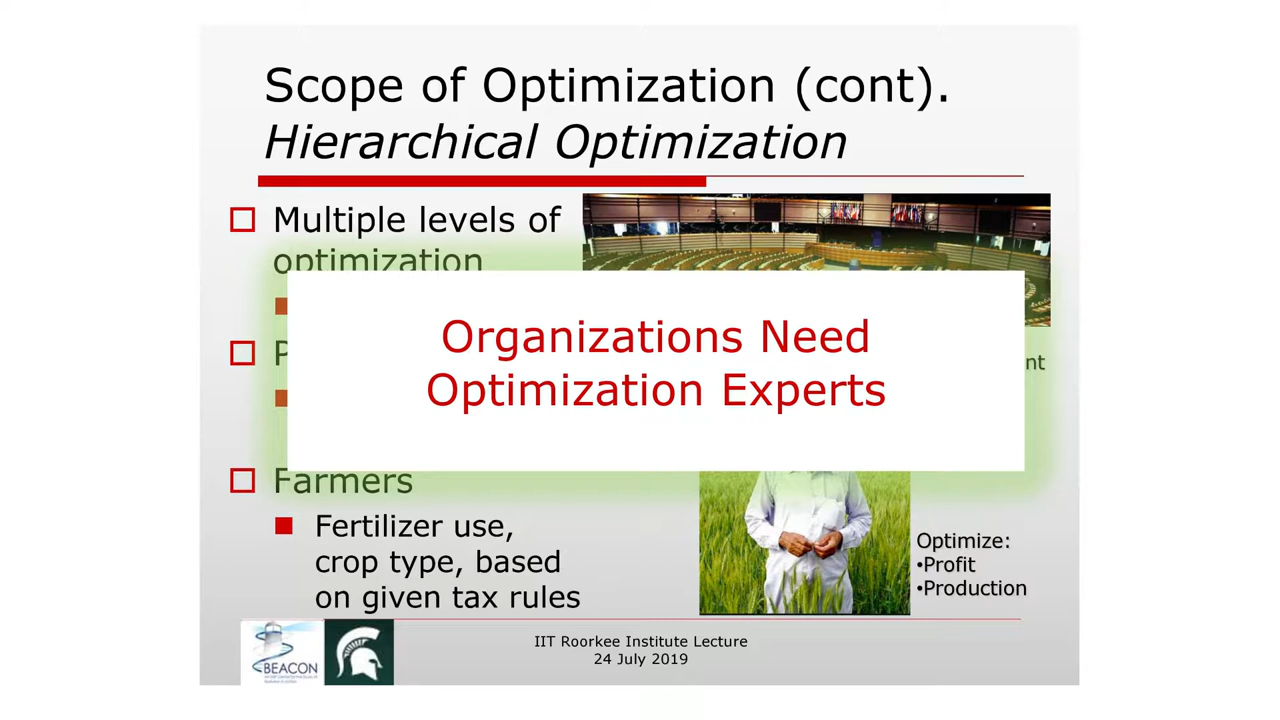 Scope of Optimization (cont).
Hierarchical Optimization
Multiple levels of
optimization
Organizations Need
Optimization Experts
Farmers
Fertilizer use,
crop type, based
on given tax rules
Optimize:
•Profit
•Production
BEACON
IIT Roorkee Institute Lecture
24 July 2019